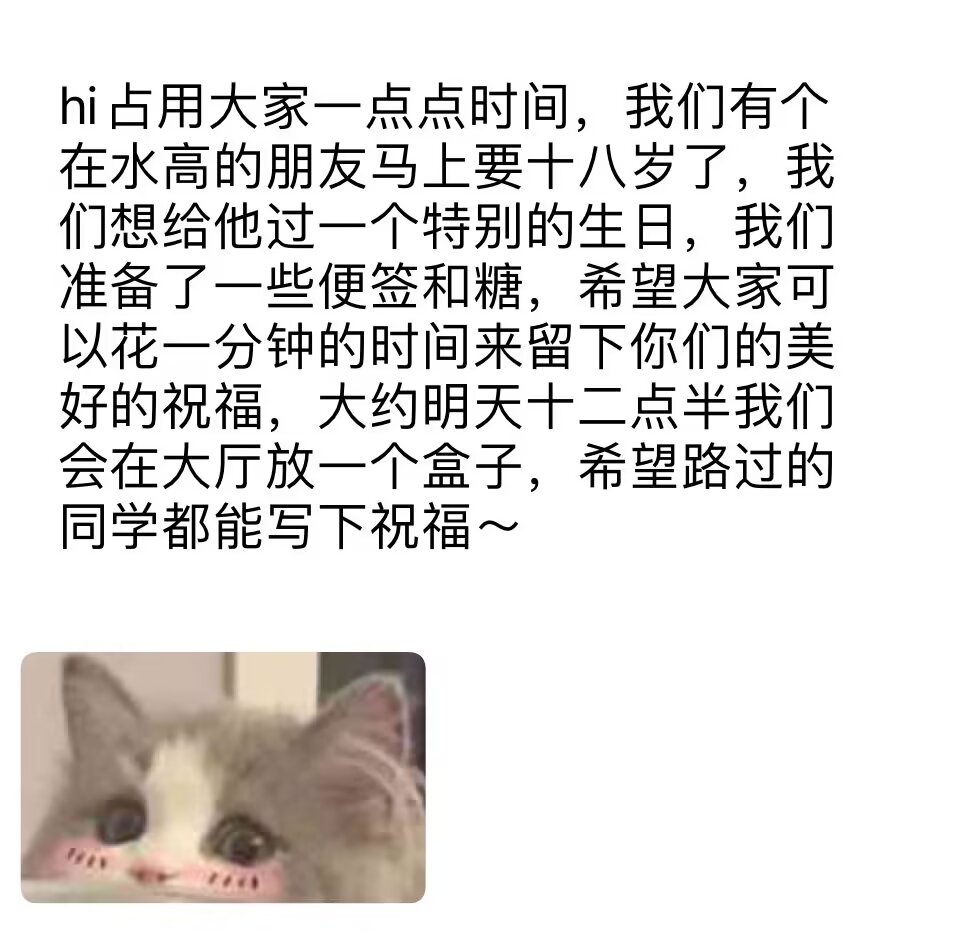 hi占用大家一点点时间，我们有个
在水高的朋友马上要十八岁了，我
们想给他过一个特别的生日，我们
准备了一些便签和糖，希望大家可
以花一分钟的时间来留下你们的美
好的祝福，大约明天十二点半我们
会在大厅放一个盒子，希望路过的
同学都能写下祝福～